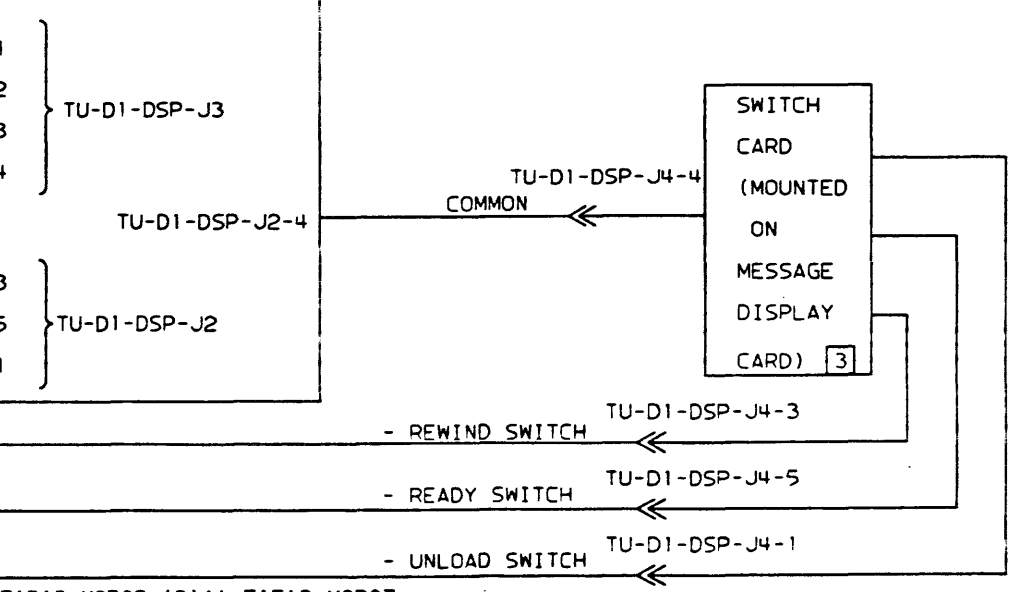 1
2
3
4
TU-D1-DSP-J3
TU-D1-DSP-J2-4
3
5
1
TU-D1-DSP-J2
TU-D1-DSP-J4-4
COMMON
SWITCH
CARD
(MOUNTED
ON
MESSAGE
DISPLAY
CARD) 3
TU-D1-DSP-J4-3
- REWIND SWITCH
TU-D1-DSP-J4-5
- READY SWITCH
TU-D1-DSP-J4-1
- UNLOAD SWITCH